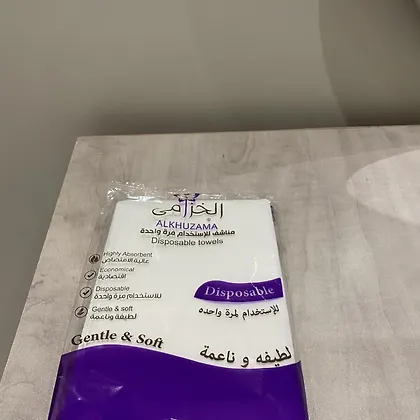 الخزامى
ALKHUZAMA
مناشف للإستخدام مرة واحدة
Disposable towels
Highly Absorbent
عالية الامتصاص
Economical
اقتصادية
Disposable
للاستخدام مرة واحدة
Gentle & soft
لطيفة وناعمة
Disposable
للإستخدام لمرة واحده
Gentle & Soft
لطيفه و ناعمة